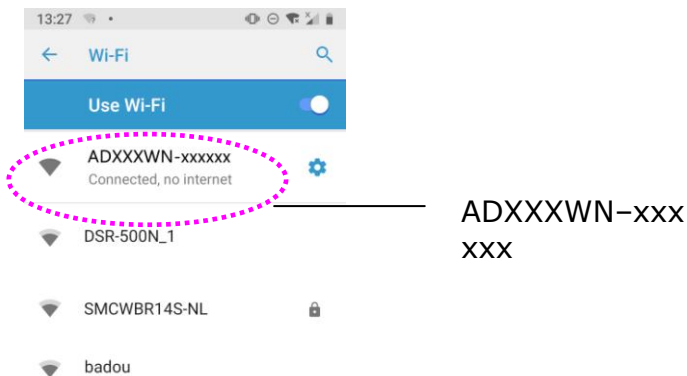 13:27
Wi-Fi
Use Wi-Fi
ADXXXWN-xxxxxx
Connected, no internet
DSR-500N_1
SMCWBR14S-NL
badou
ADXXXWN–xxx
xxx